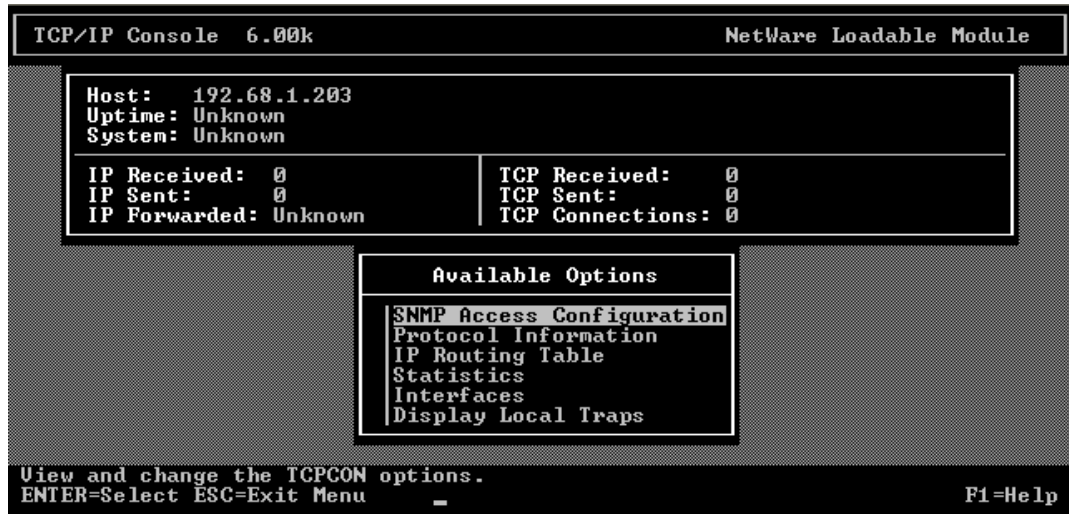 TCP/IP Console 6.00k NetWare Loadable Module
Host: 192.68.1.203
Uptime: Unknown
System: Unknown
IP Received: 0 TCP Received: 0
IP Sent: 0 TCP Sent: 0
IP Forwarded: Unknown TCP Connections: 0
Available Options
SNMP Access Configuration
Protocol Information
IP Routing Table
Statistics
Interfaces
Display Local Traps
View and change the TCPCON options.
ENTER=Select ESC=Exit Menu F1=Help